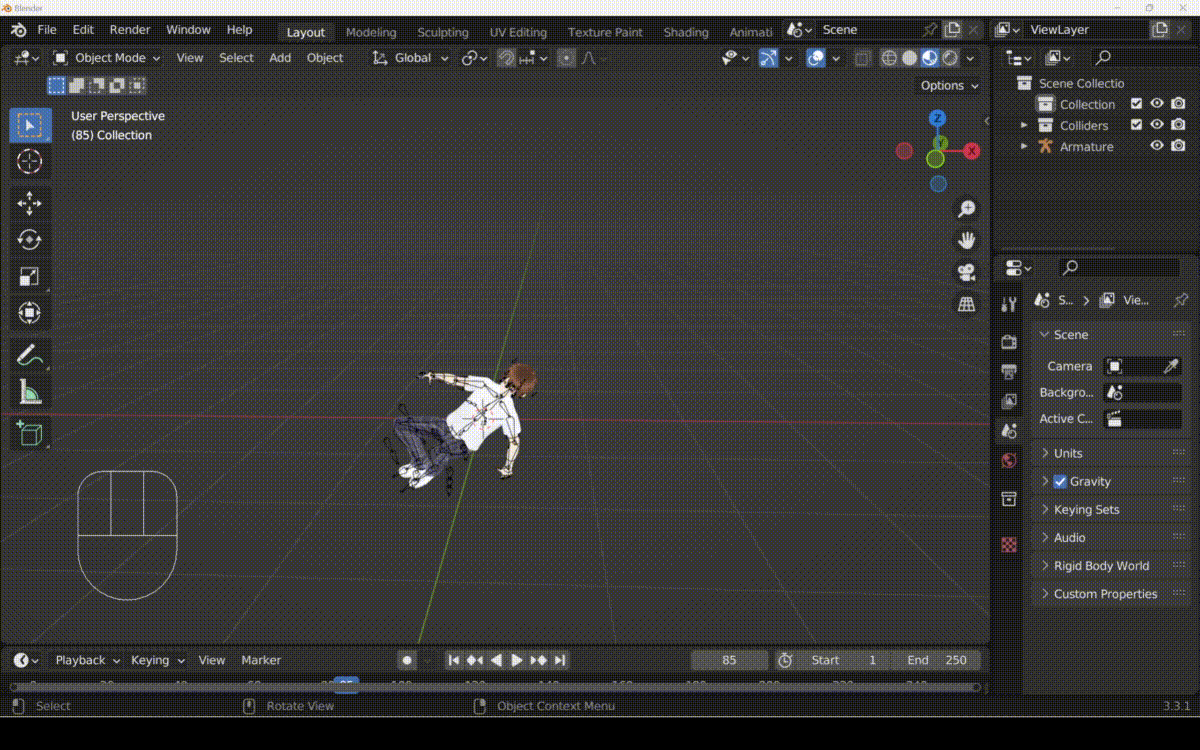 Blender
File Edit Render Window Help Layout Modeling Sculpting UV Editing Texture Paint Shading Animati Scene ViewLayer
Object Mode View Select Add Object Global
Options
User Perspective
(85) Collection
Z
Y
X
Scene Collectio
Collection
Colliders
Armature
S... Vie...
Scene
Camera
Backgro...
Active C...
Units
Gravity
Keying Sets
Audio
Rigid Body World
Custom Properties
Playback Keying View Marker 85 Start 1 End 250
Select Rotate View Object Context Menu 3.3.1